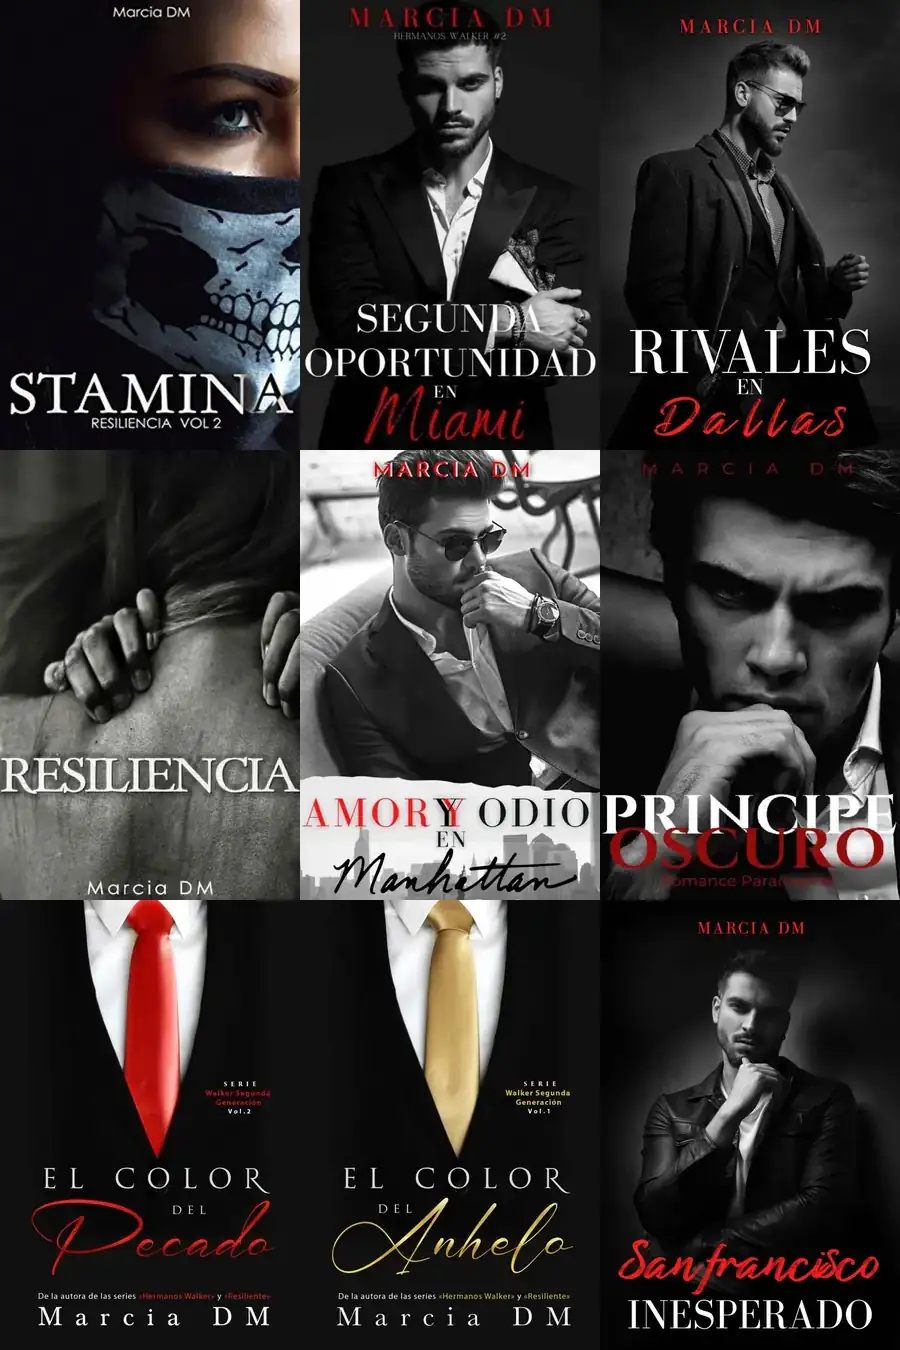 Marcia DM
STAMINA
RESILIENCIA VOL 2
MARCIA DM
HERMANOS WALKER #2
SEGUNDA
OPORTUNIDAD
EN
Miami
MARCIA DM
RIVALES
EN
Dallas
RESILIENCIA
Marcia DM
MARCIA DM
AMOR Y ODIO
EN
Manhattan
MARCIA DM
PRINCIPE
OSCURO
SERIE
Walker Segunda
Generación
Vol.2
EL COLOR
DEL
Pecado
De la autora de las series «Hermanos Walker» y «Resiliente»
Marcia DM
SERIE
Walker Segunda
Generación
Vol.1
EL COLOR
DEL
Anhelo
De la autora de las series «Hermanos Walker» y «Resiliente»
Marcia DM
MARCIA DM
San francisco
INESPERADO